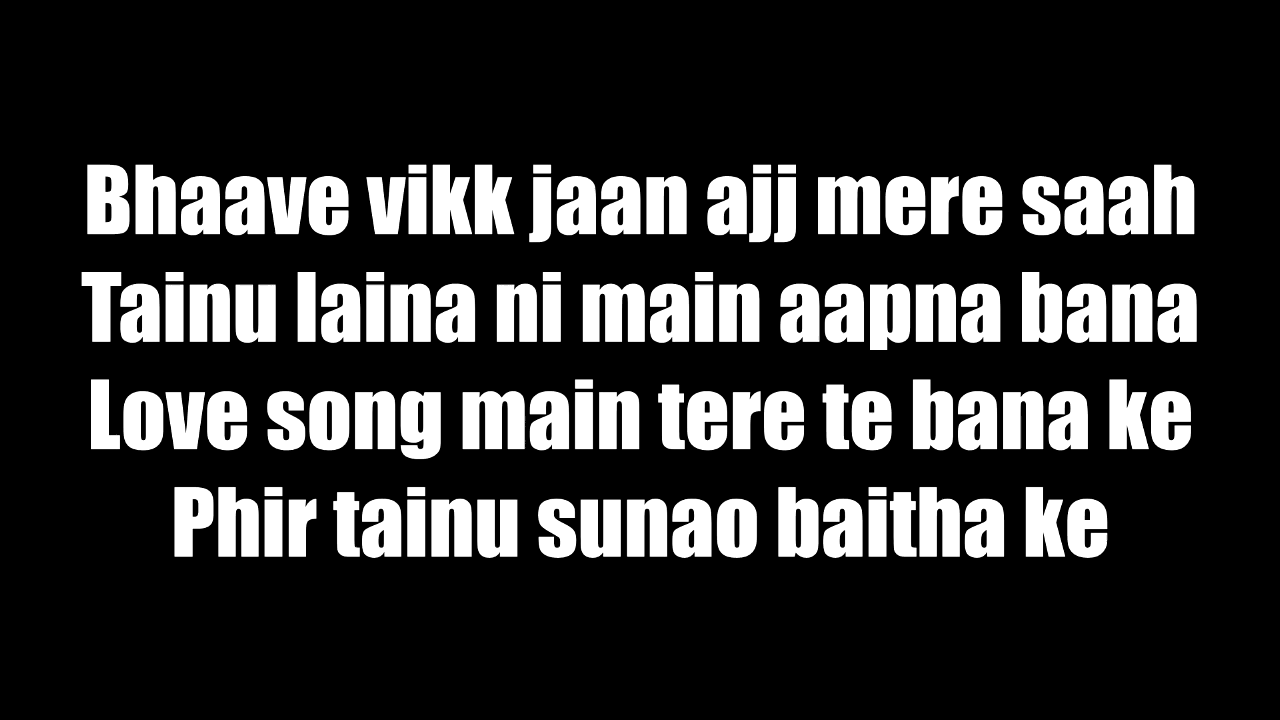 Bhaave vikk jaan ajj mere saah
Tainu laina ni main aapna bana
Love song main tere te bana ke
Phir tainu sunao baitha ke